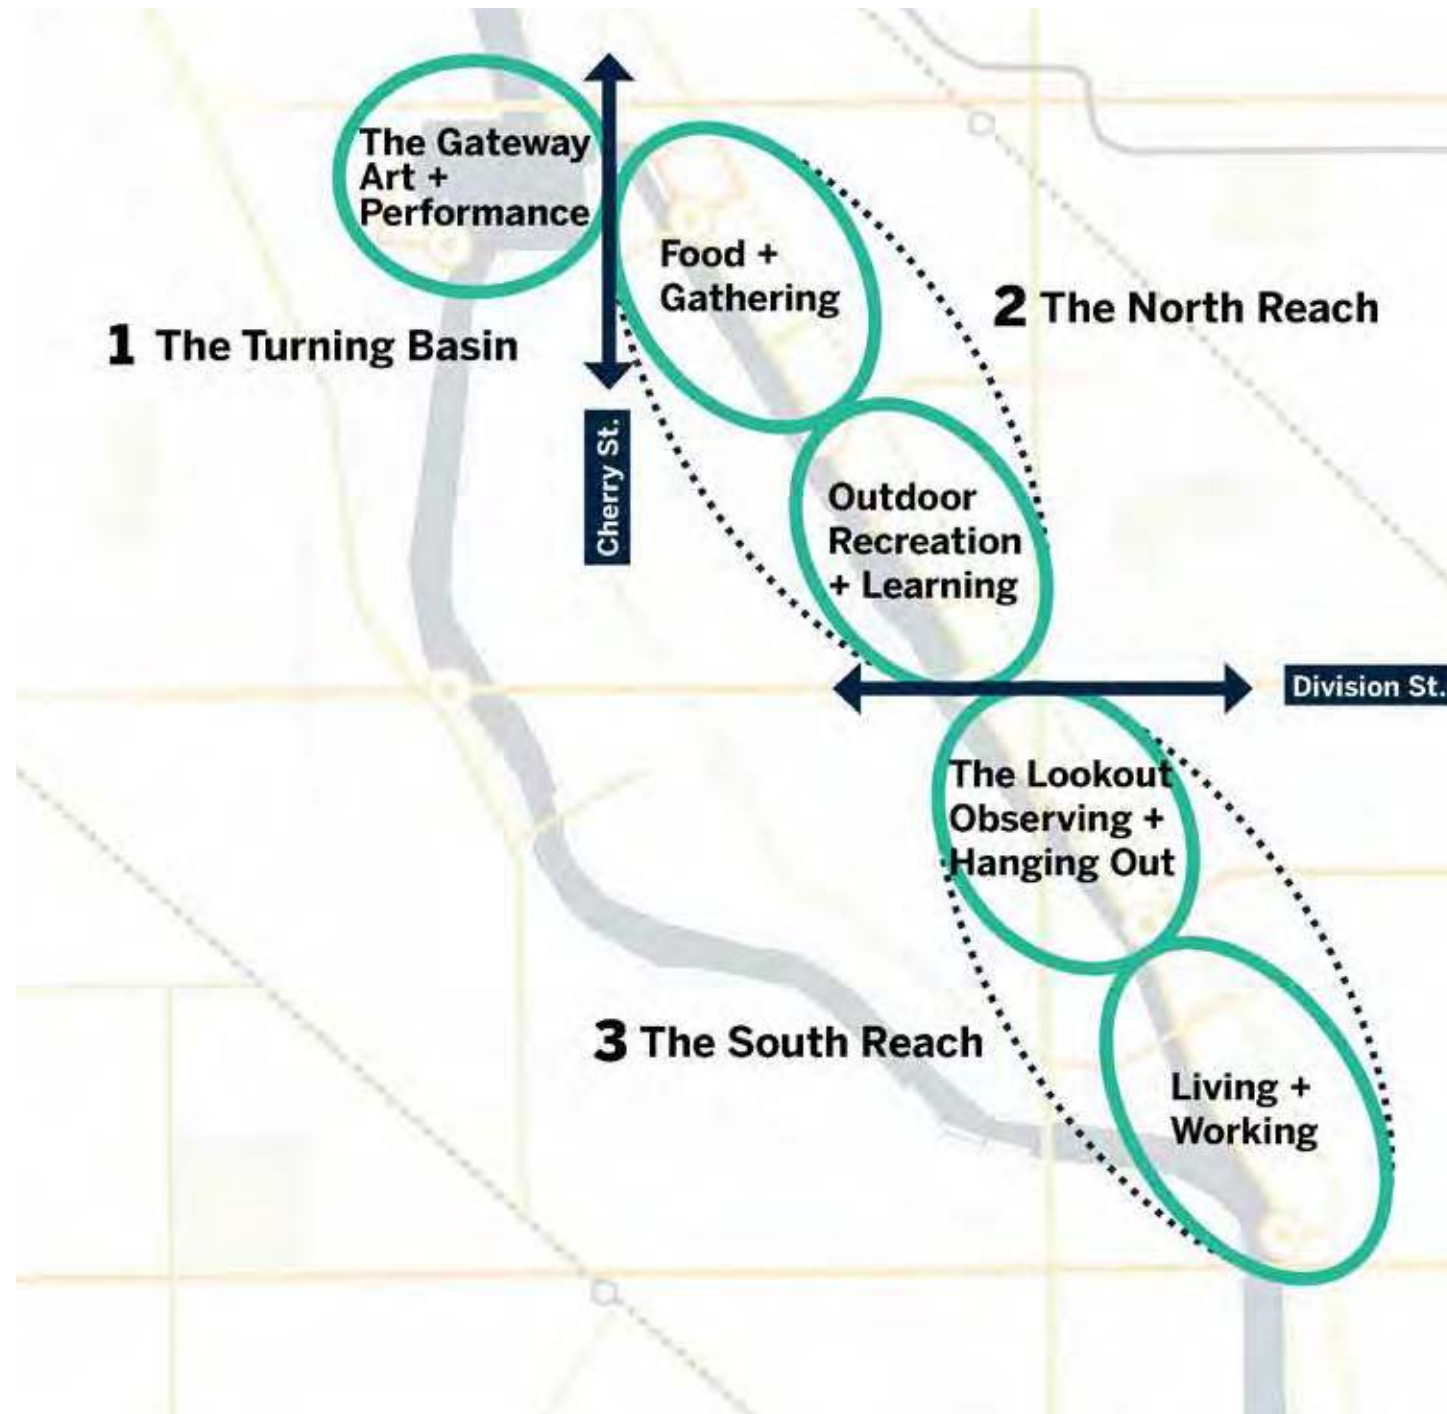 The Gateway
Art +
Performance
1 The Turning Basin
Cherry St.
Food +
Gathering
2 The North Reach
Outdoor
Recreation
+ Learning
Division St.
The Lookout
Observing +
Hanging Out
3 The South Reach
Living +
Working